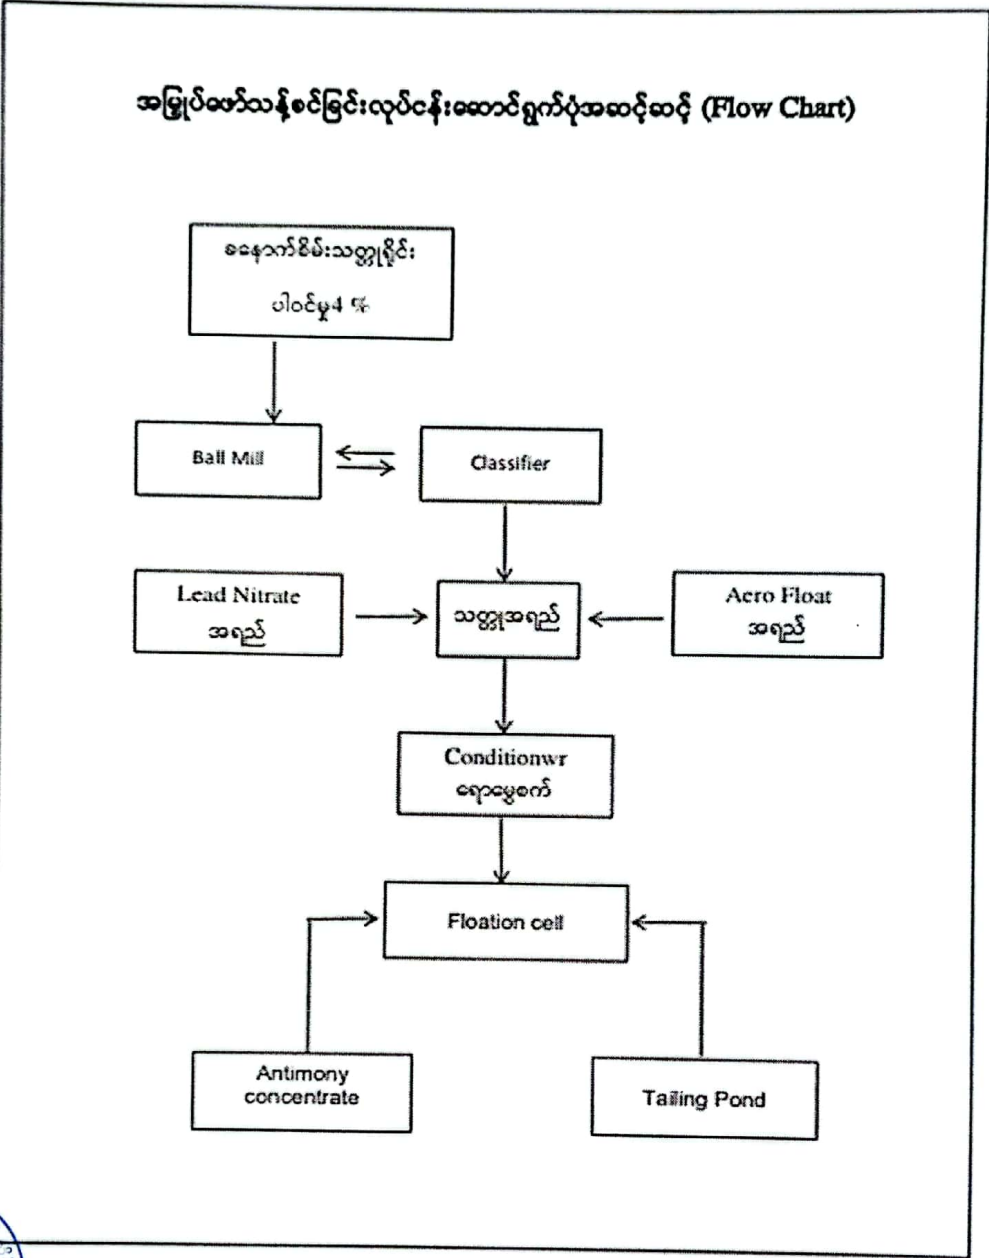 အမြှုပ်ဖော်သန့်စင်ခြင်းလုပ်ငန်းဆောင်ရွက်ပုံအဆင့်ဆင့် (Flow Chart)
ခနောက်စိမ်းသတ္တုရိုင်း
ပါဝင်မှု4 %
Ball Mill
Classifier
Lead Nitrate
အရည်
သတ္တုအရည်
Aero Float
အရည်
Conditionwr
ရောမွှေစက်
Floation cell
Antimony
concentrate
Tailing Pond